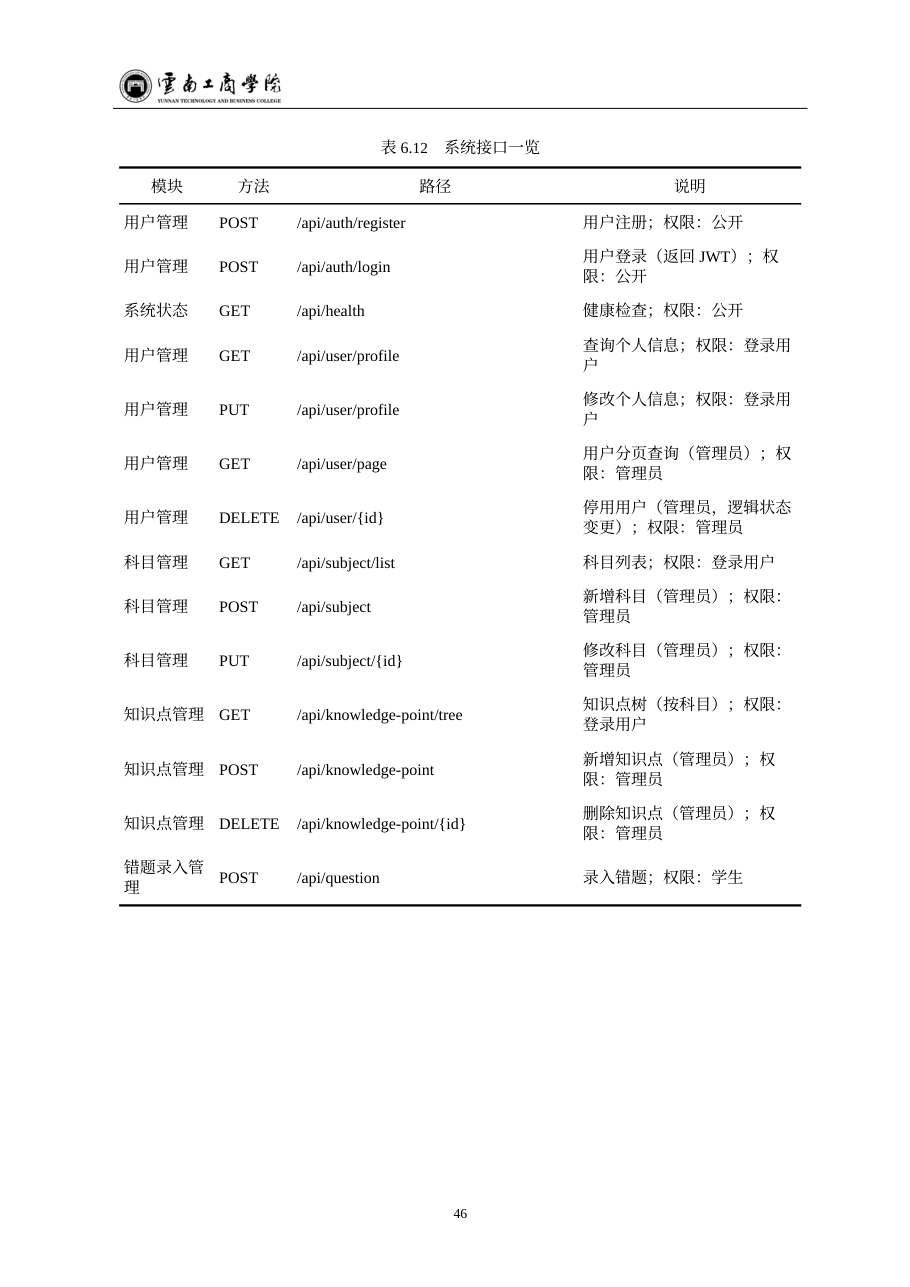 雲南工商學院
YUNNAN TECHNOLOGY AND BUSINESS COLLEGE
表 6.12 系统接口一览
模块 方法 路径 说明
用户管理 POST /api/auth/register 用户注册；权限：公开
用户管理 POST /api/auth/login 用户登录（返回 JWT）；权
限：公开
系统状态 GET /api/health 健康检查；权限：公开
用户管理 GET /api/user/profile 查询个人信息；权限：登录用
户
用户管理 PUT /api/user/profile 修改个人信息；权限：登录用
户
用户管理 GET /api/user/page 用户分页查询（管理员）；权
限：管理员
用户管理 DELETE /api/user/{id} 停用用户（管理员，逻辑状态
变更）；权限：管理员
科目管理 GET /api/subject/list 科目列表；权限：登录用户
科目管理 POST /api/subject 新增科目（管理员）；权限：
管理员
科目管理 PUT /api/subject/{id} 修改科目（管理员）；权限：
管理员
知识点管理 GET /api/knowledge-point/tree 知识点树（按科目）；权限：
登录用户
知识点管理 POST /api/knowledge-point 新增知识点（管理员）；权
限：管理员
知识点管理 DELETE /api/knowledge-point/{id} 删除知识点（管理员）；权
限：管理员
错题录入管
理 POST /api/question 录入错题；权限：学生
46